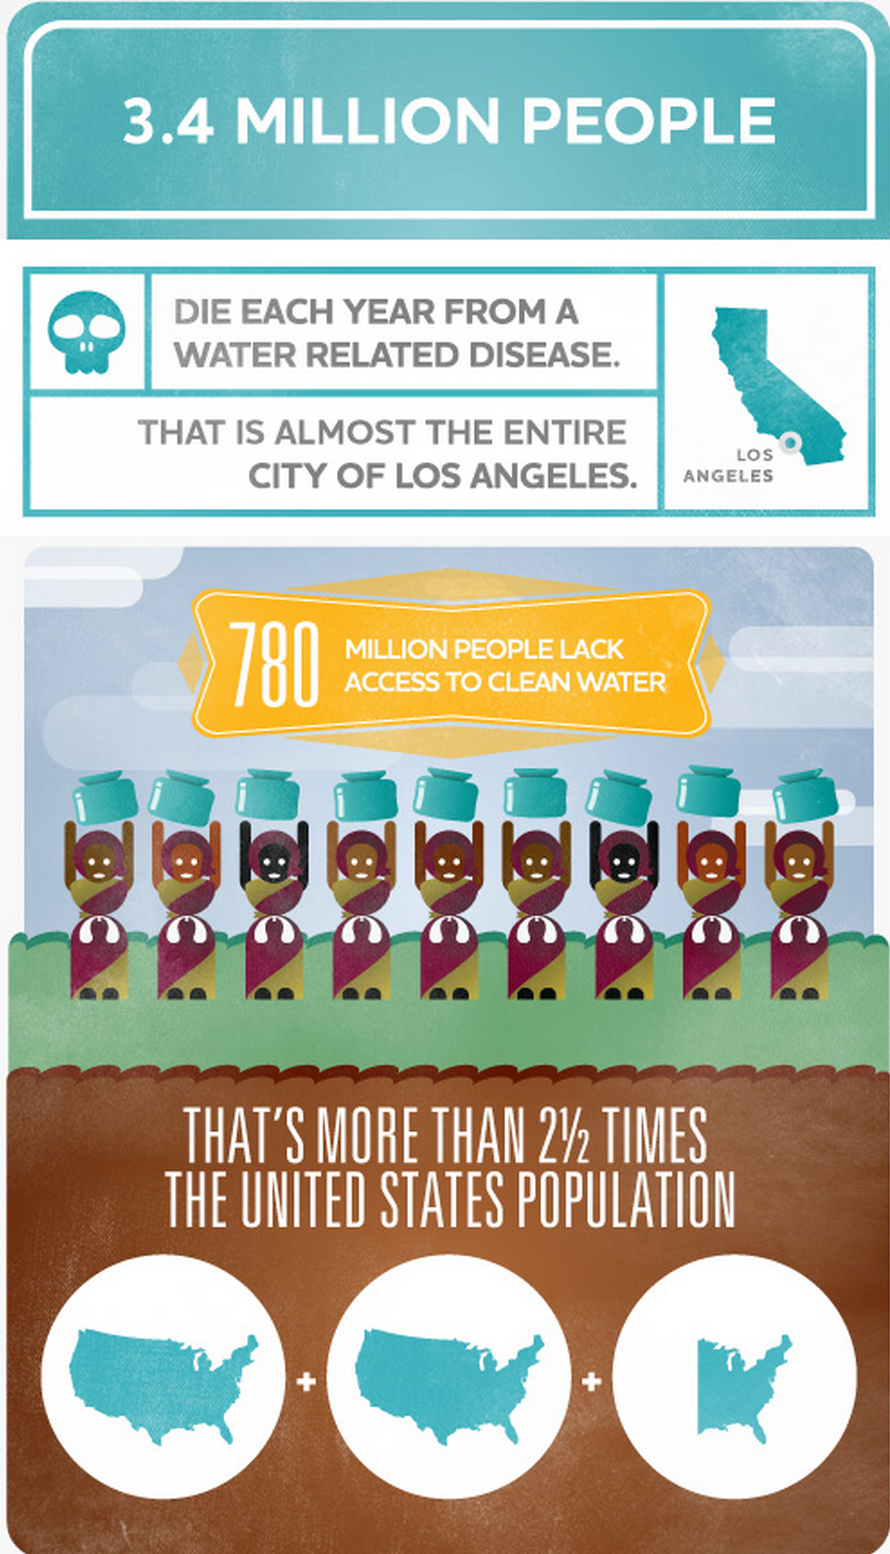 3.4 MILLION PEOPLE
DIE EACH YEAR FROM A
WATER RELATED DISEASE.
THAT IS ALMOST THE ENTIRE
CITY OF LOS ANGELES.
LOS
ANGELES
780
MILLION PEOPLE LACK
ACCESS TO CLEAN WATER
THAT'S MORE THAN 2½ TIMES
THE UNITED STATES POPULATION
+ +